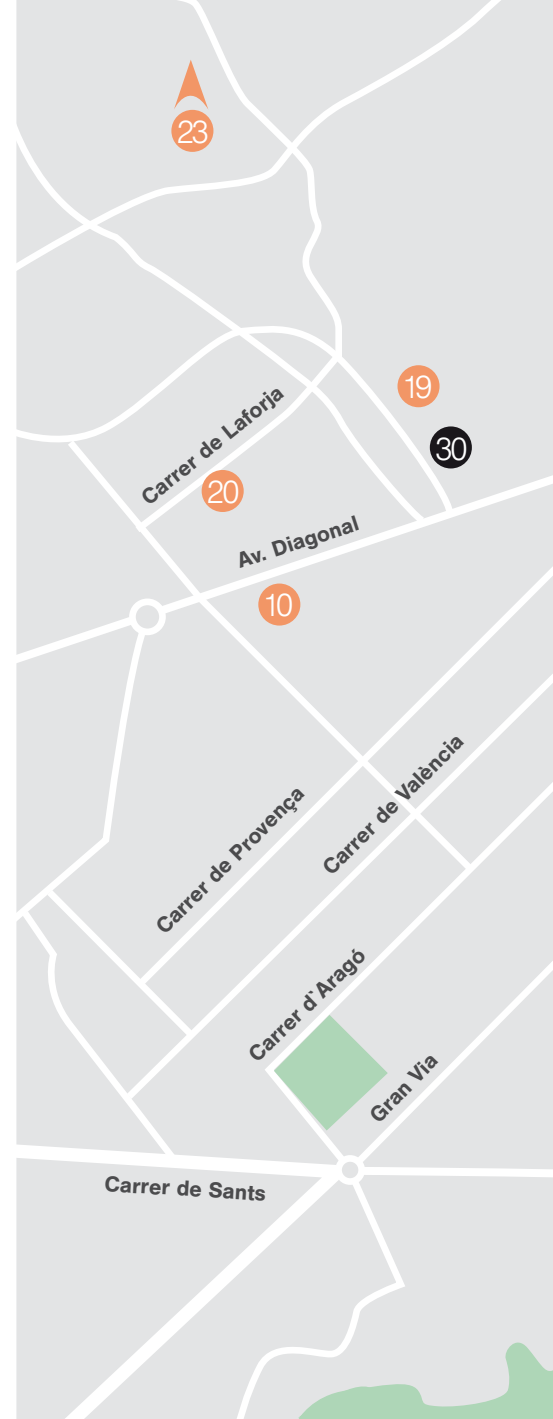 23
19
Carrer de Laforja
30
20
Av. Diagonal
10
Carrer de València
Carrer de Provença
Carrer d`Aragó
Gran Via
Carrer de Sants